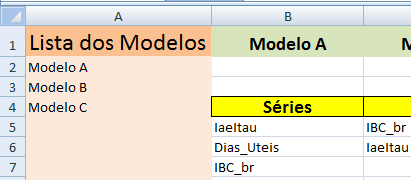 A B
1 Lista dos Modelos Modelo A M
2 Modelo A
3 Modelo B
4 Modelo C Séries
5 IaeItau IBC_br
6 Dias_Uteis IaeItau
7 IBC_br